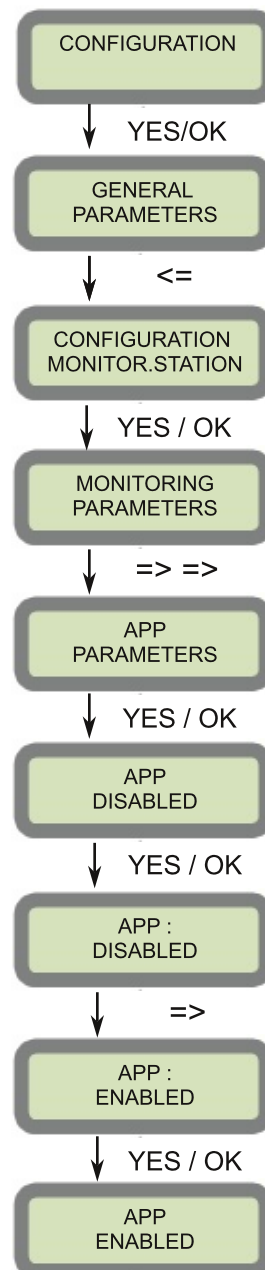 CONFIGURATION
YES/OK
GENERAL
PARAMETERS
<=
CONFIGURATION
MONITOR.STATION
YES / OK
MONITORING
PARAMETERS
=> =>
APP
PARAMETERS
YES / OK
APP
DISABLED
YES / OK
APP :
DISABLED
=>
APP :
ENABLED
YES / OK
APP
ENABLED